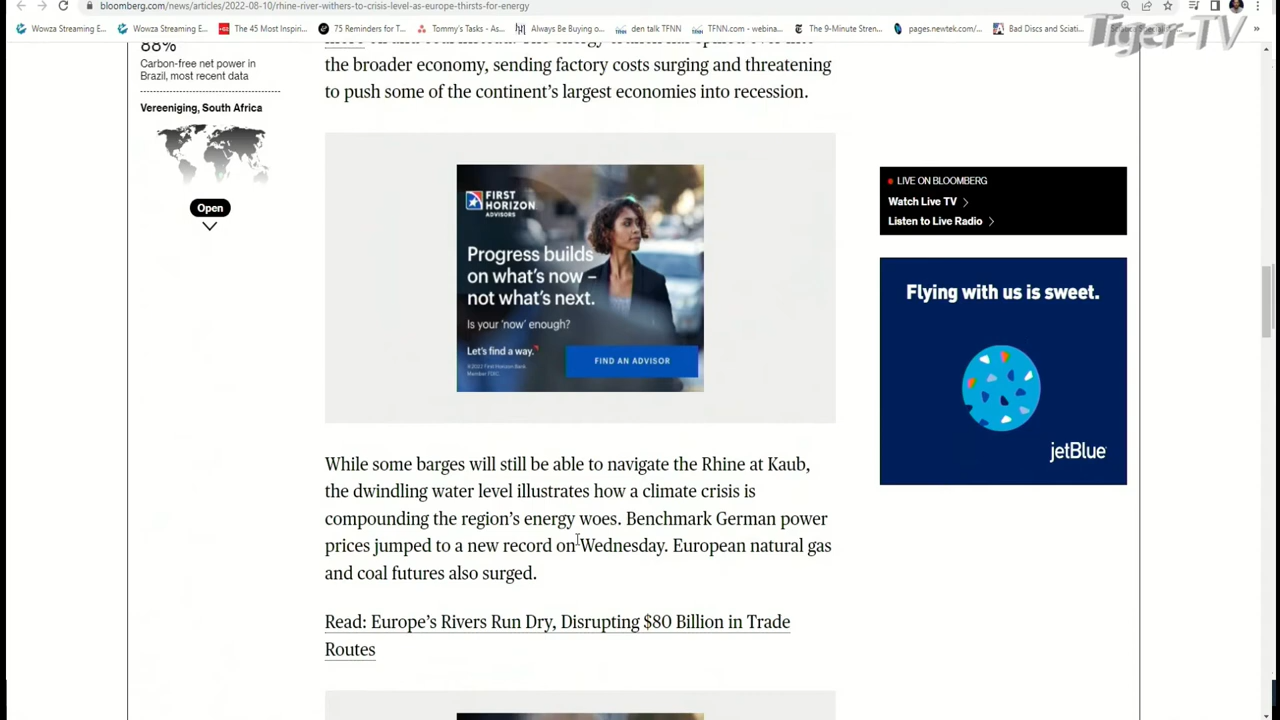 bloomberg.com/news/articles/2022-08-10/rhine-river-withers-to-crisis-level-as-europe-thirsts-for-energy
Wowza Streaming E...
Wowza Streaming E...
The 45 Most Inspiri...
75 Reminders for T...
Tommy's Tasks - As...
Always Be Buying o...
den talk TFNN
TFNN.com - webina...
The 9-Minute Stren...
pages.newtek.com/...
Bad Discs and Sciati...
Tiger-TV
88%
Carbon-free net power in
Brazil, most recent data
Vereeniging, South Africa
Open
the broader economy, sending factory costs surging and threatening
to push some of the continent's largest economies into recession.
FIRST
HORIZON
ADVISORS
Progress builds
on what's now –
not what's next.
Is your 'now' enough?
Let's find a way.
FIND AN ADVISOR
©2022 First Horizon Bank
Member FDIC.
LIVE ON BLOOMBERG
Watch Live TV
Listen to Live Radio
Flying with us is sweet.
jetBlue
While some barges will still be able to navigate the Rhine at Kaub,
the dwindling water level illustrates how a climate crisis is
compounding the region's energy woes. Benchmark German power
prices jumped to a new record on Wednesday. European natural gas
and coal futures also surged.
Read: Europe's Rivers Run Dry, Disrupting $80 Billion in Trade
Routes